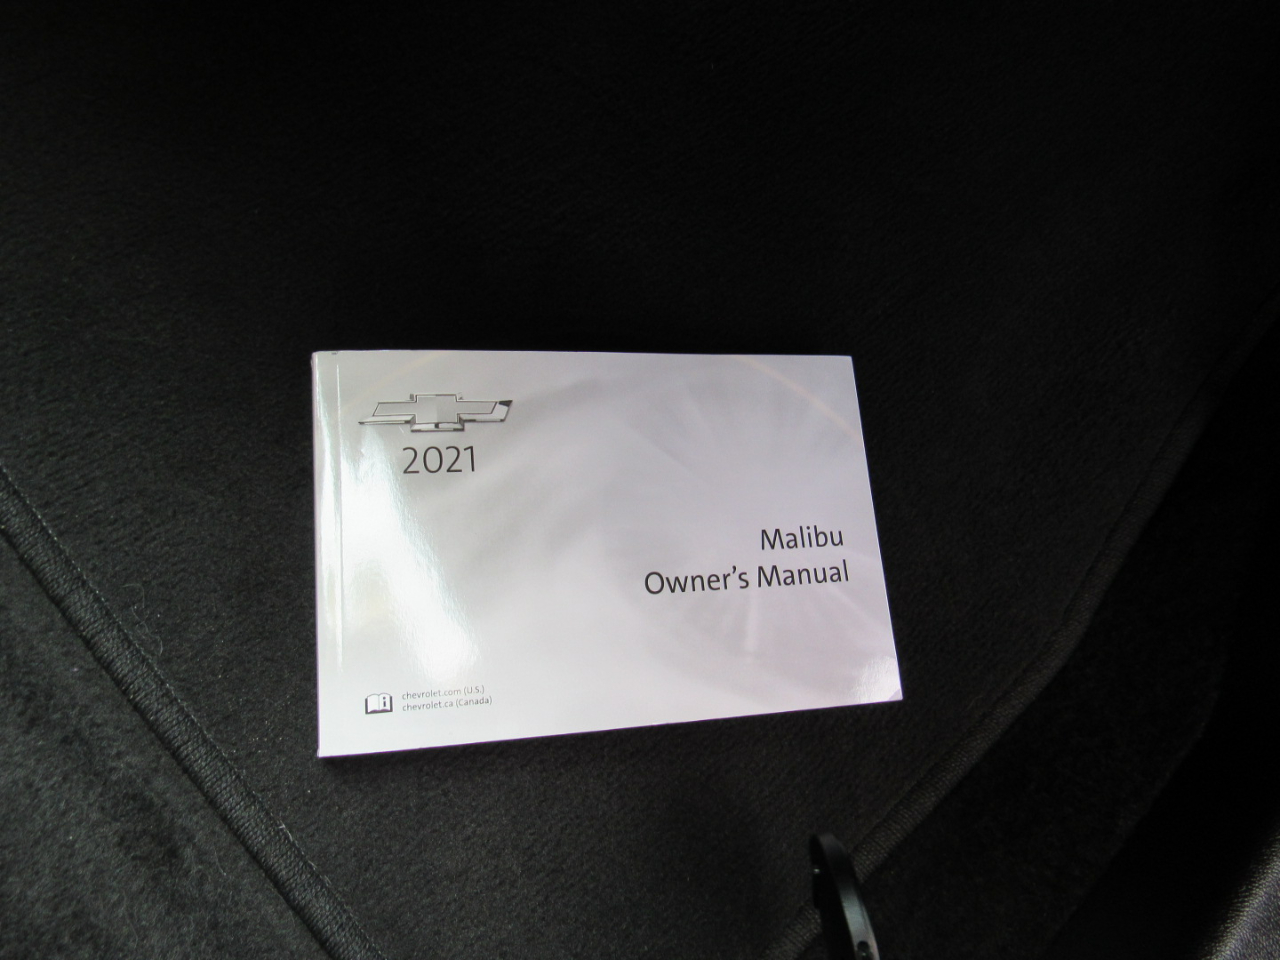 2021
Malibu
Owner's Manual
chevrolet.com (U.S.)
chevrolet.ca (Canada)